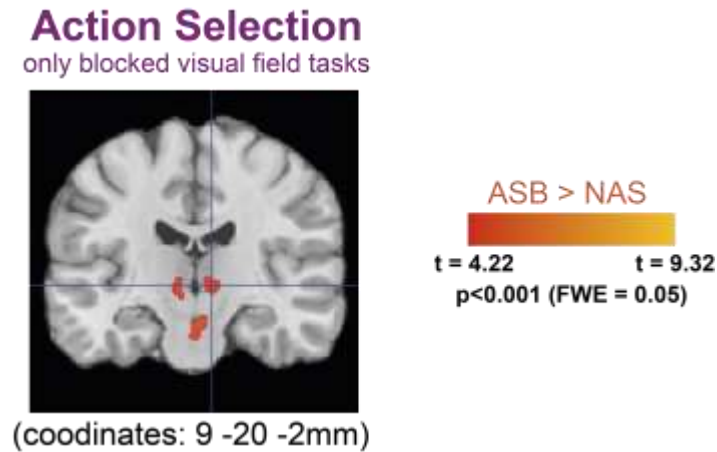 Action Selection
only blocked visual field tasks
ASB > NAS
t = 4.22 t = 9.32
p<0.001 (FWE = 0.05)
(coodinates: 9 -20 -2mm)